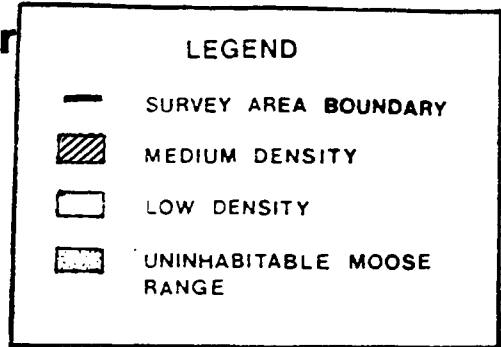 r
LEGEND
SURVEY AREA BOUNDARY
MEDIUM DENSITY
LOW DENSITY
UNINHABITABLE MOOSE
RANGE